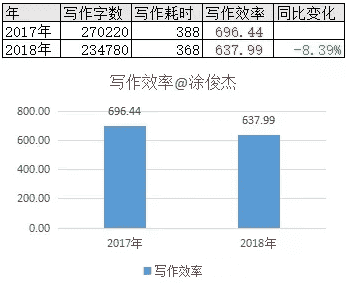 年 写作字数 写作耗时 写作效率 同比变化
2017年 270220 388 696.44
2018年 234780 368 637.99 -8.39%
写作效率@涂俊杰
800.00
696.44
637.99
600.00
400.00
200.00
0.00
2017年 2018年
写作效率